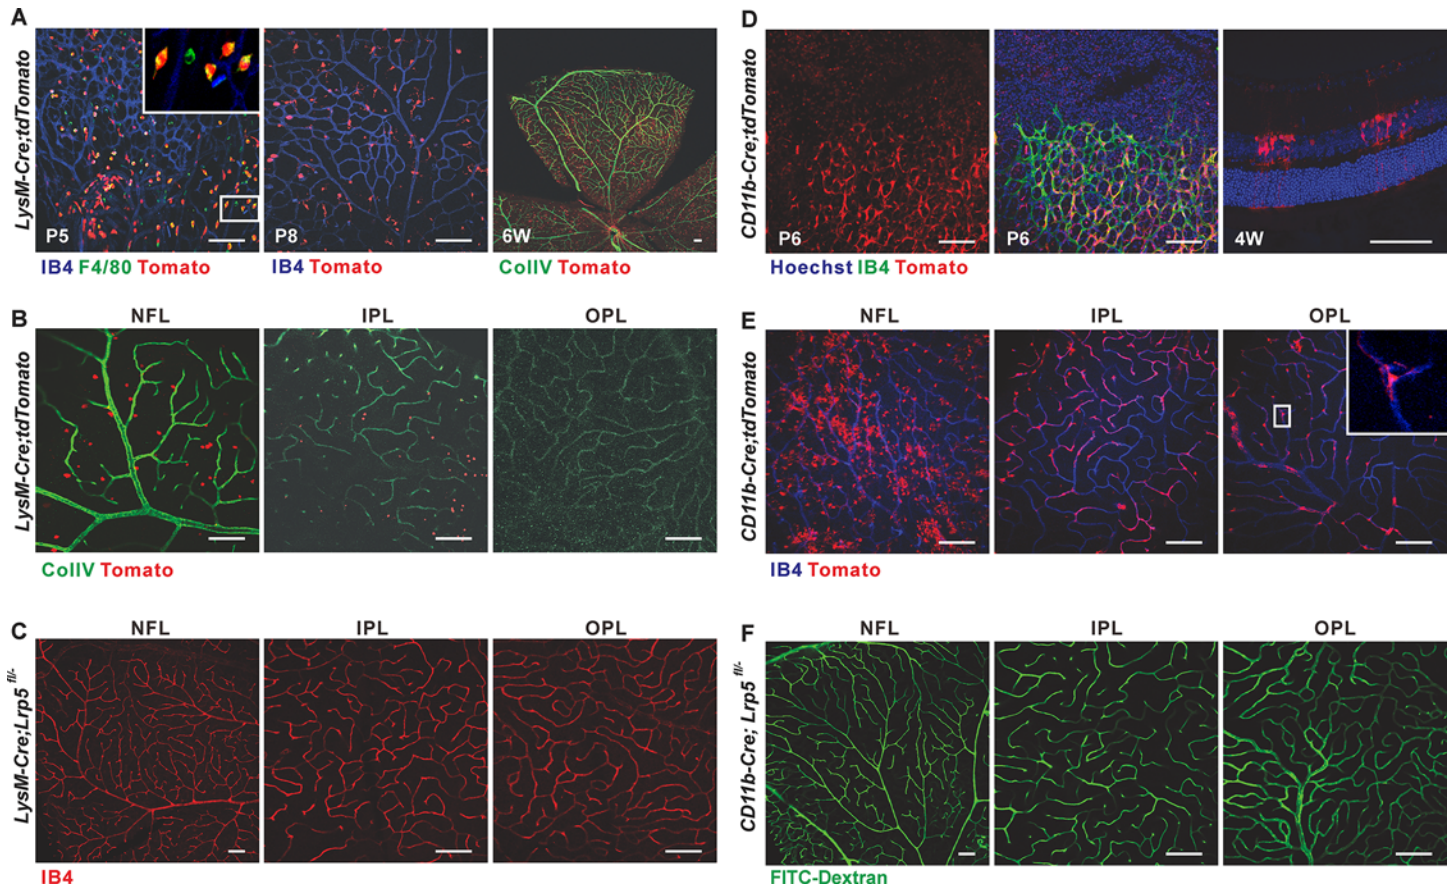 A
LysM-Cre;tdTomato
P5
P8
6W
IB4 F4/80 Tomato
IB4 Tomato
ColIV Tomato
B
NFL
IPL
OPL
LysM-Cre;tdTomato
ColIV Tomato
C
NFL
IPL
OPL
LysM-Cre;Lrp5 fl/-
IB4
D
CD11b-Cre;tdTomato
P6
P6
4W
Hoechst IB4 Tomato
E
NFL
IPL
OPL
CD11b-Cre;tdTomato
IB4 Tomato
F
NFL
IPL
OPL
CD11b-Cre; Lrp5 fl/-
FITC-Dextran